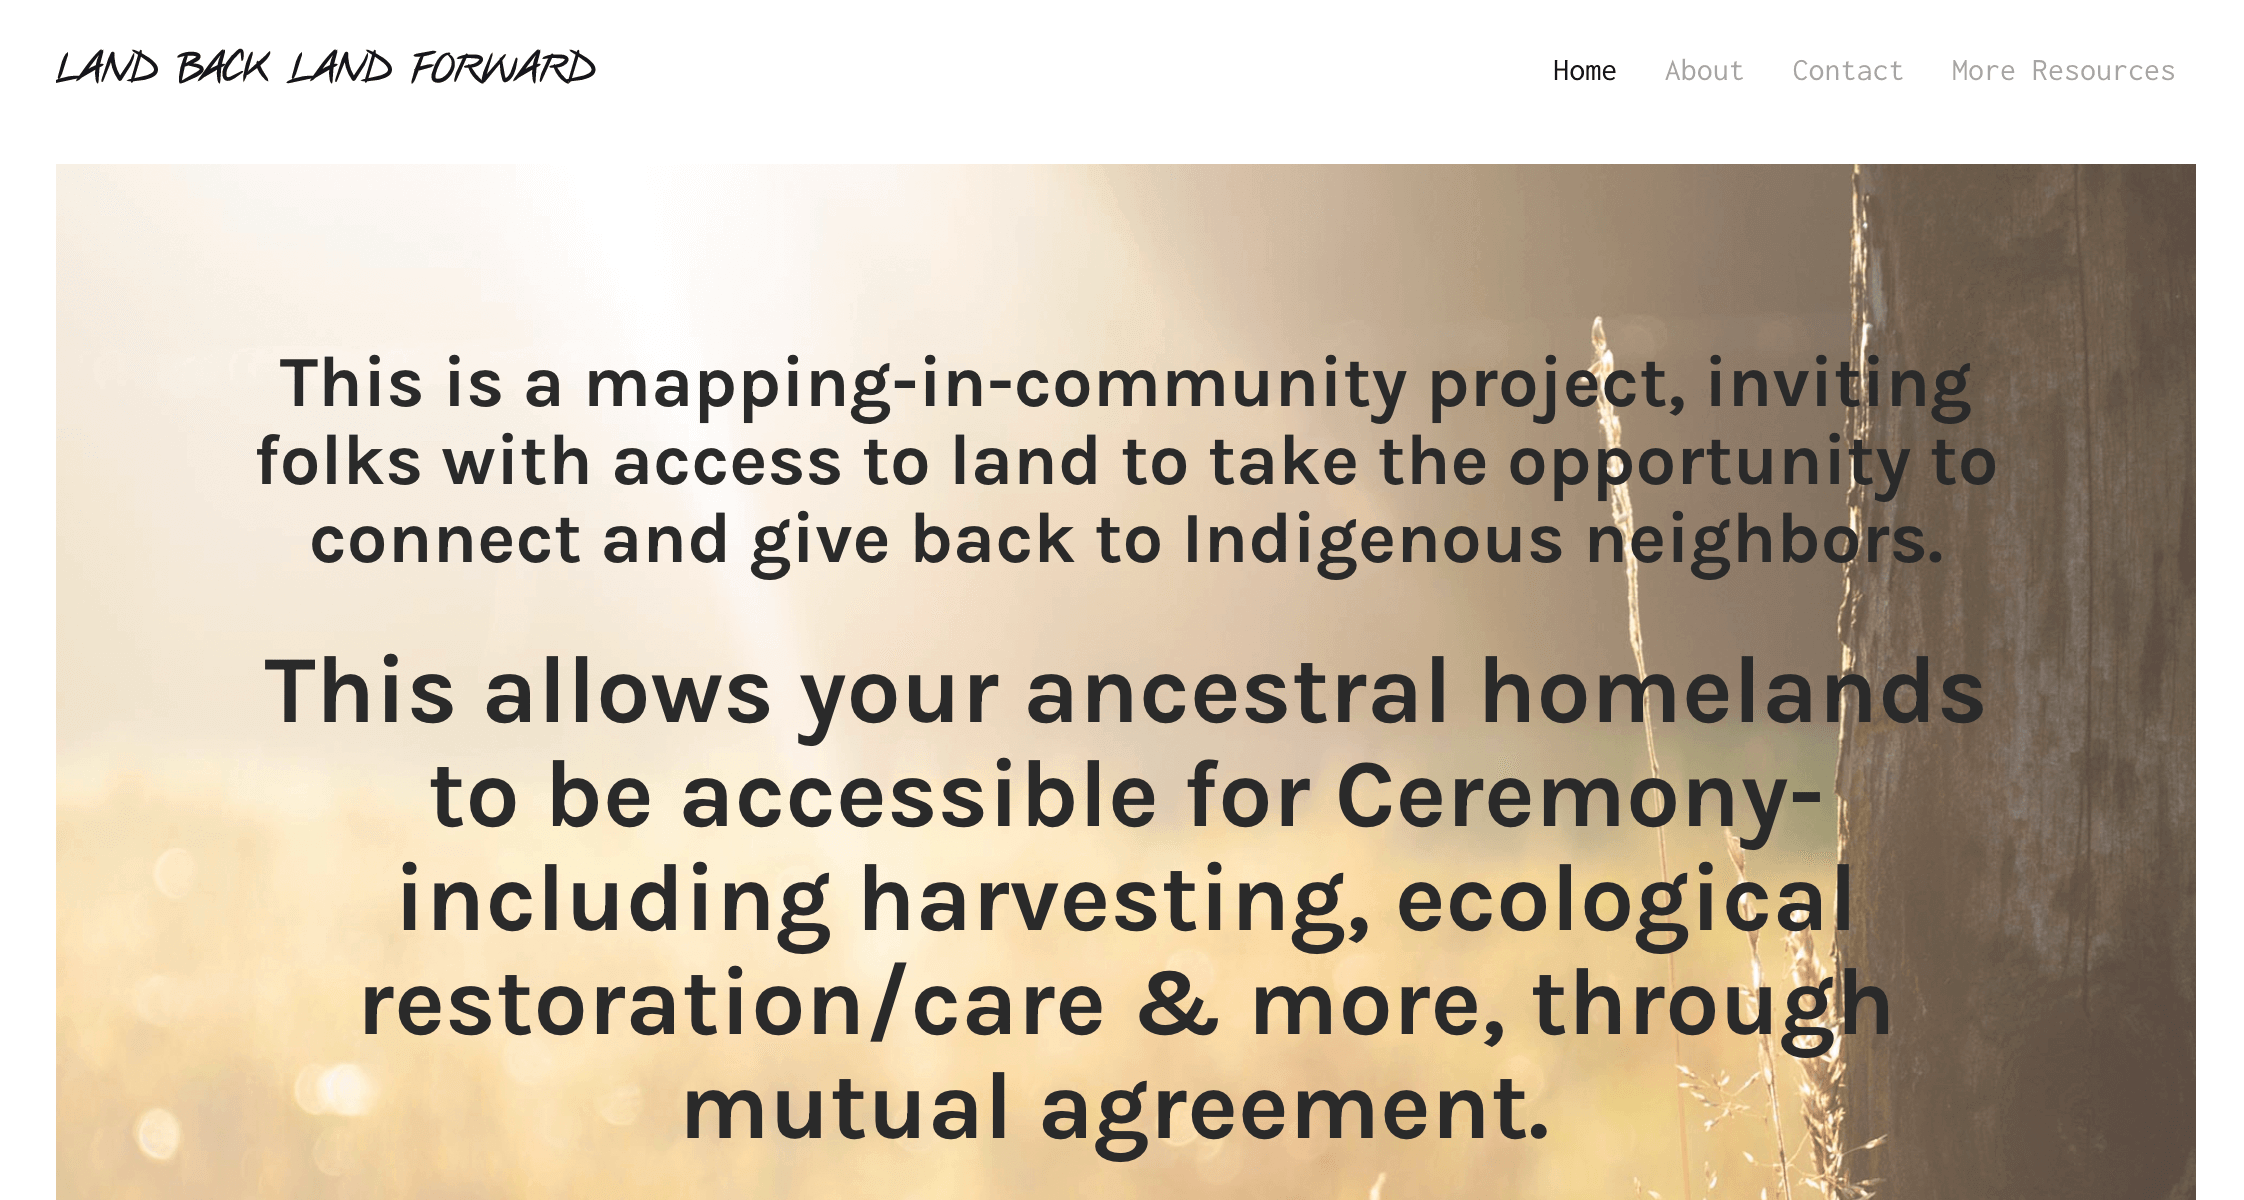 LAND BACK LAND FORWARD
Home About Contact More Resources
This is a mapping-in-community project, inviting
folks with access to land to take the opportunity to
connect and give back to Indigenous neighbors.
This allows your ancestral homelands
to be accessible for Ceremony-
including harvesting, ecological
restoration/care & more, through
mutual agreement.